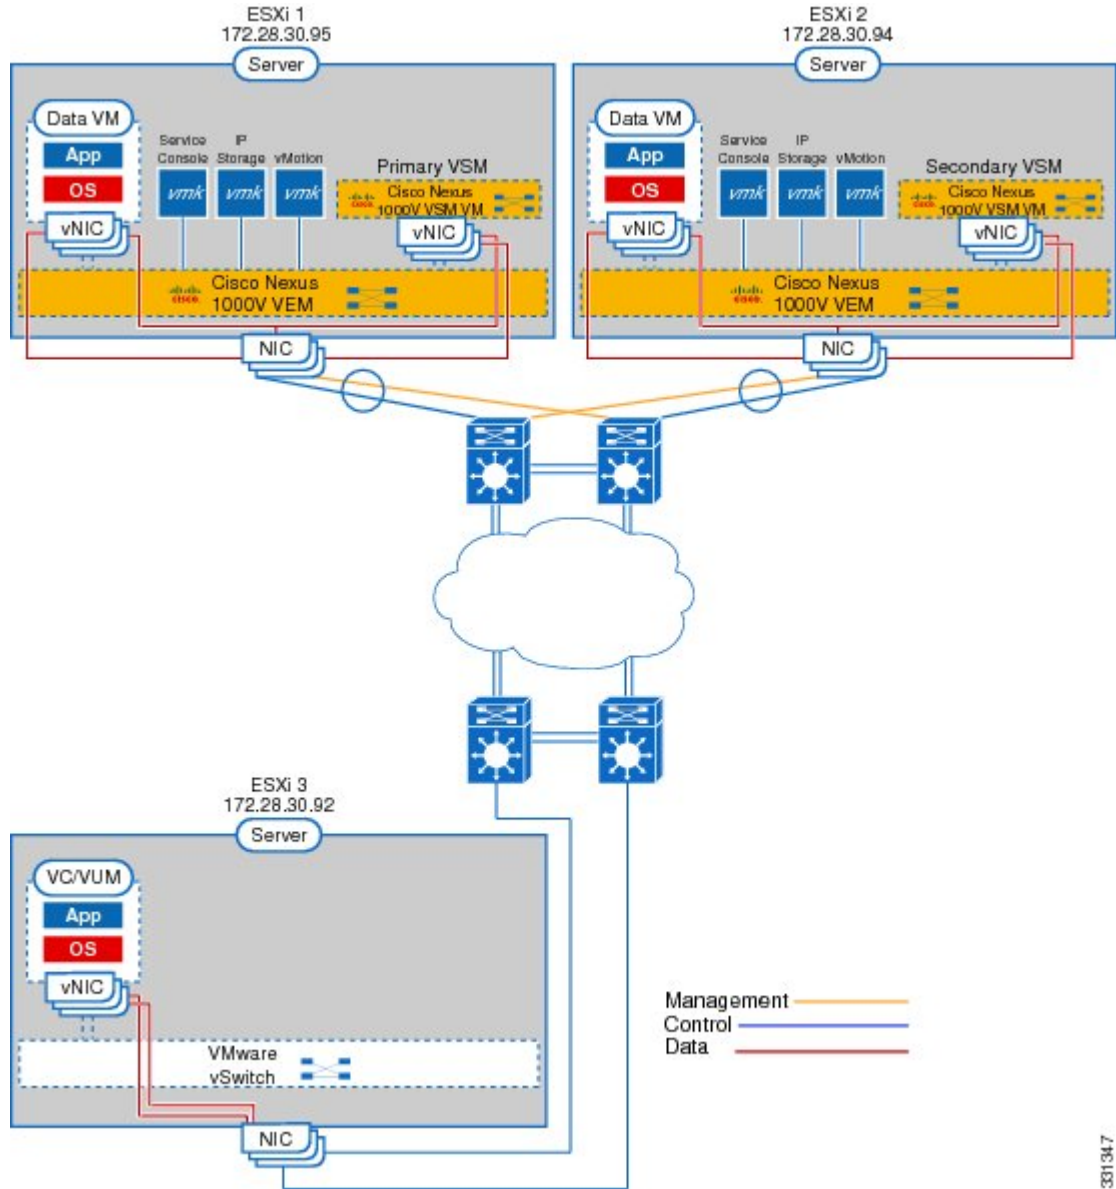 ESXi 1
172.28.30.95
Server
Data VM
App
OS
vNIC
Service
Console
IP
Storage
vMotion
vmk
vmk
vmk
Primary VSM
Cisco Nexus
1000V VSM VM
CISCO
vNIC
CISCO.
Cisco Nexus
1000V VEM
NIC
ESXi 2
172.28.30.94
Server
Data VM
App
OS
vNIC
Service
Console
IP
Storage
vMotion
vmk
vmk
vmk
Secondary VSM
Cisco Nexus
1000V VSM VM
CISCO
vNIC
CISCO.
Cisco Nexus
1000V VEM
NIC
ESXi 3
172.28.30.92
Server
VC/VUM
App
OS
vNIC
VMware
vSwitch
NIC
Management
Control
Data
331347